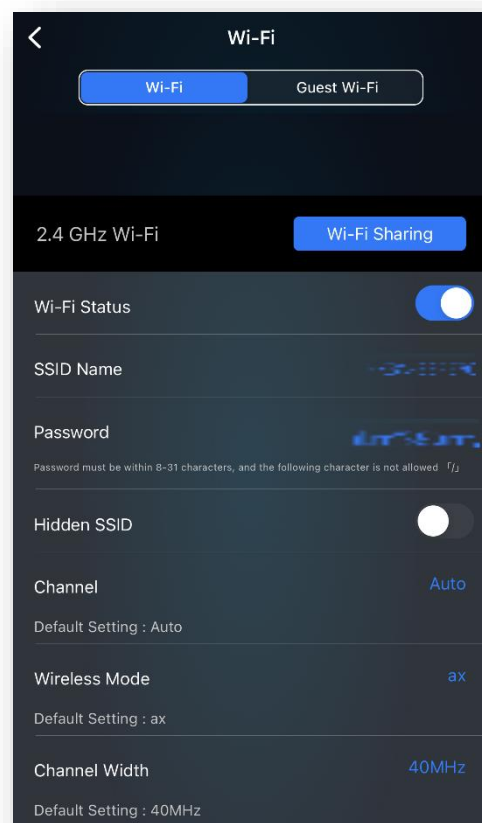 Wi-Fi
Wi-Fi Guest Wi-Fi
2.4 GHz Wi-Fi Wi-Fi Sharing
Wi-Fi Status
SSID Name
Password
Password must be within 8-31 characters, and the following character is not allowed 「/」
Hidden SSID
Channel Auto
Default Setting : Auto
Wireless Mode ax
Default Setting : ax
Channel Width 40MHz
Default Setting : 40MHz